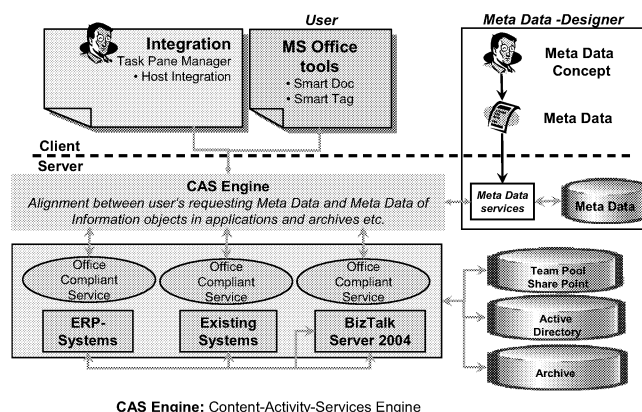 User
Meta Data -Designer
Integration
Task Pane Manager
• Host Integration
MS Office
tools
• Smart Doc
• Smart Tag
Meta Data
Concept
Meta Data
Client
Server
CAS Engine
Alignment between user's requesting Meta Data and Meta Data of
Information objects in applications and archives etc.
Meta Data
services
Meta Data
Office
Compliant
Service
Office
Compliant
Service
Office
Compliant
Service
ERP-
Systems
Existing
Systems
BizTalk
Server 2004
Team Pool
Share Point
Active
Directory
Archive
CAS Engine: Content-Activity-Services Engine